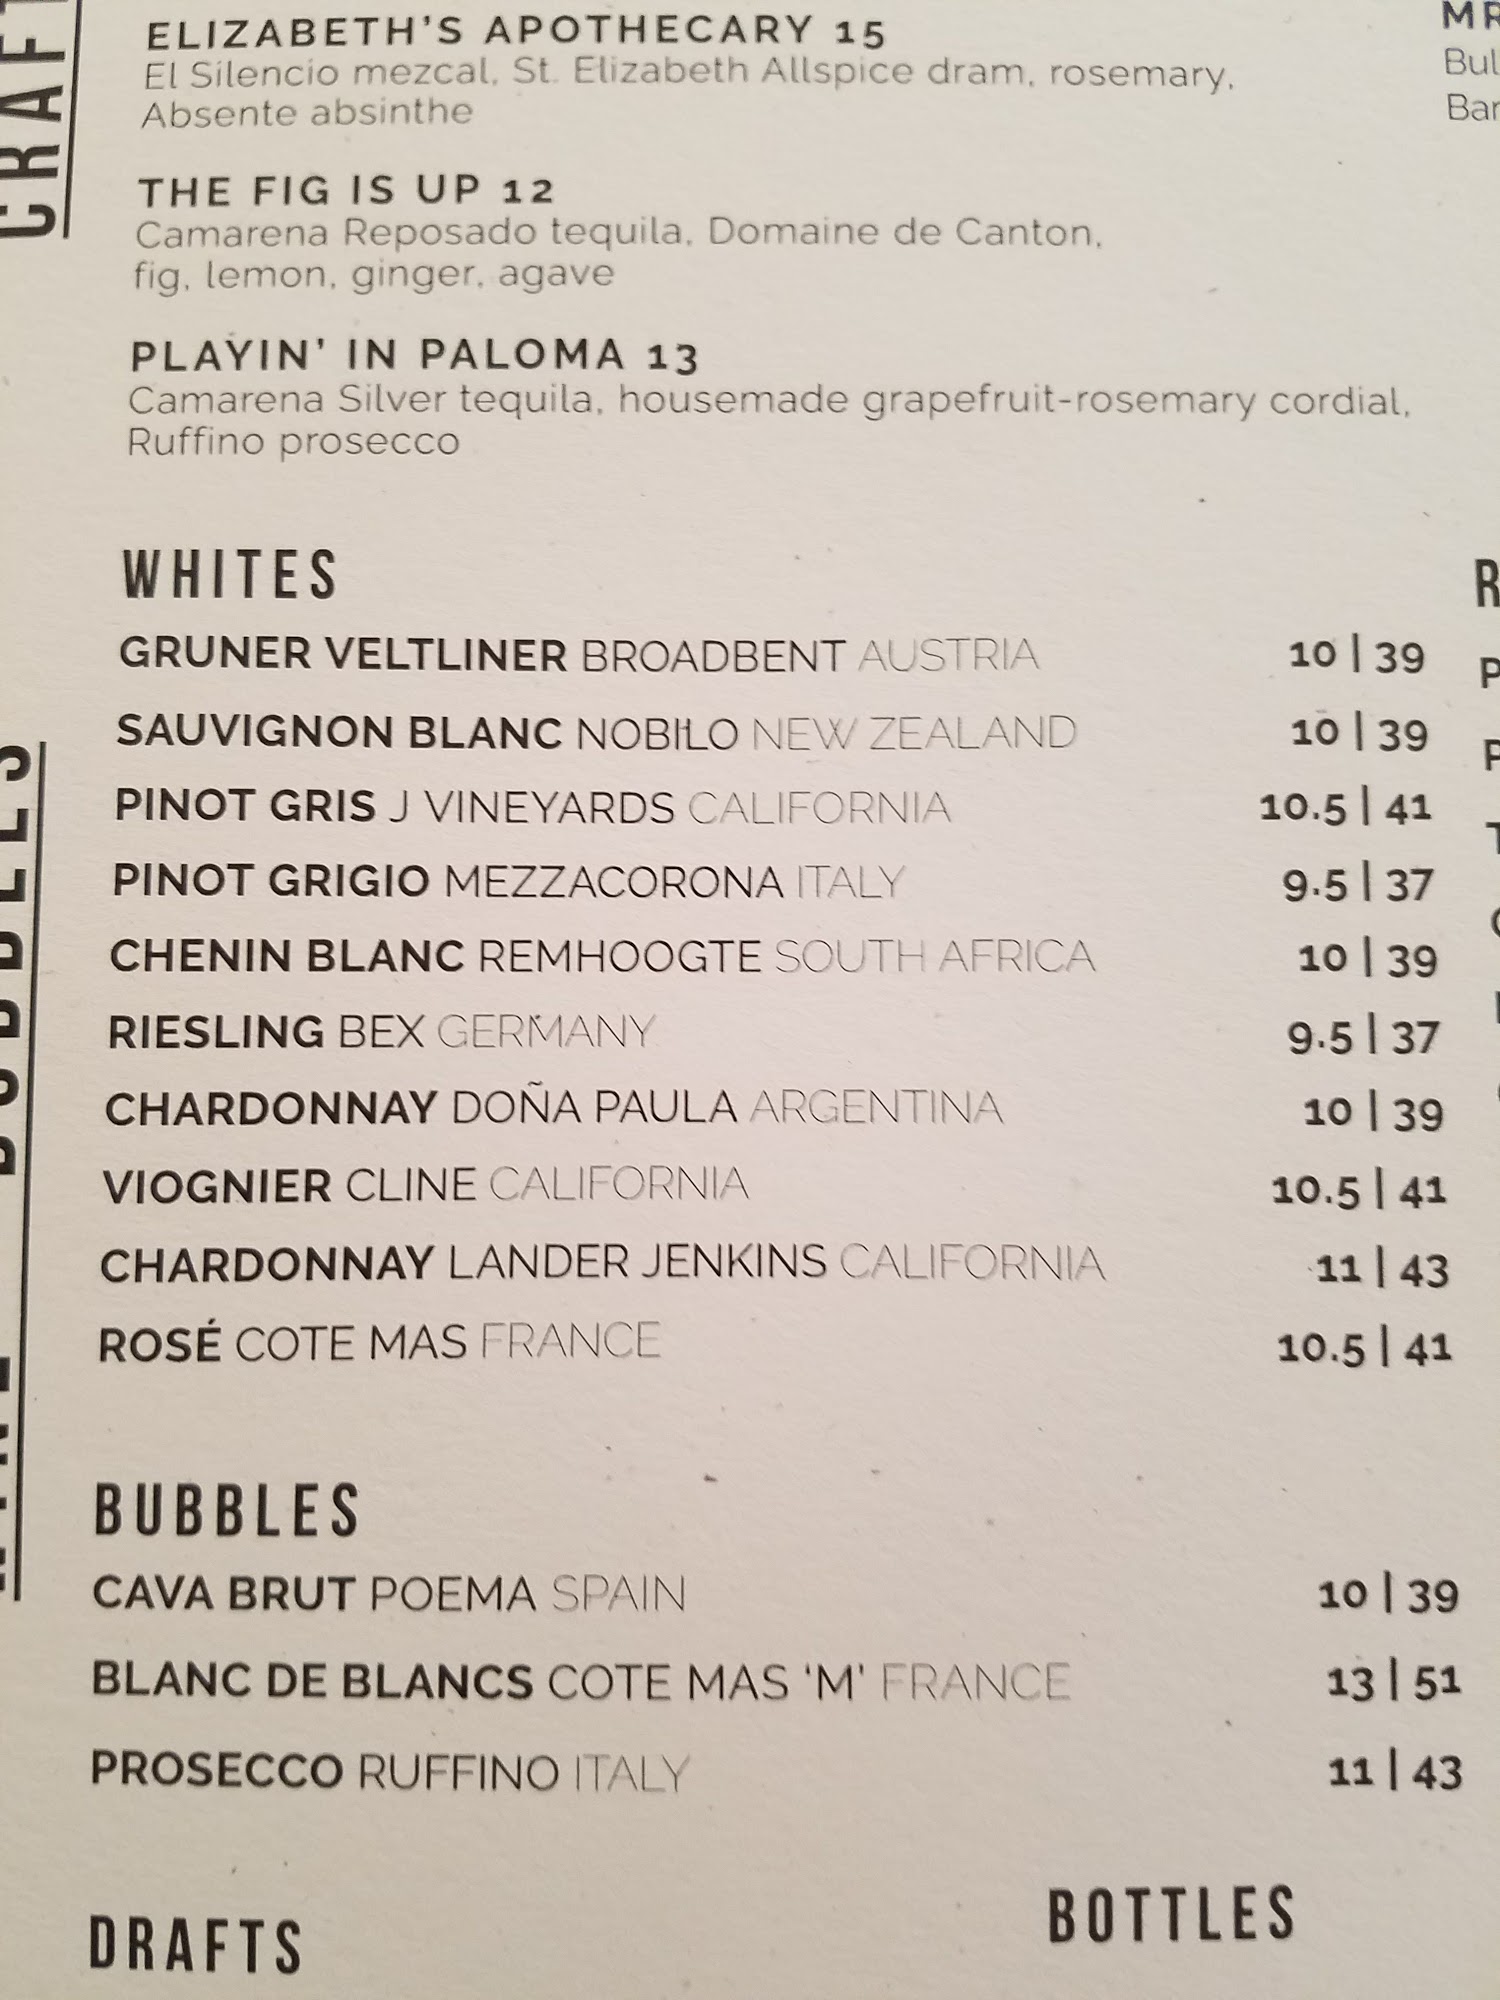 CRAFT
ELIZABETH'S APOTHECARY 15
El Silencio mezcal, St. Elizabeth Allspice dram, rosemary,
Absente absinthe
THE FIG IS UP 12
Camarena Reposado tequila, Domaine de Canton,
fig, lemon, ginger, agave
PLAYIN' IN PALOMA 13
Camarena Silver tequila, housemade grapefruit-rosemary cordial,
Ruffino prosecco
WHITES
GRUNER VELTLINER BROADBENT AUSTRIA 10 | 39
SAUVIGNON BLANC NOBILO NEW ZEALAND 10 | 39
PINOT GRIS J VINEYARDS CALIFORNIA 10.5 | 41
PINOT GRIGIO MEZZACORONA ITALY 9.5 | 37
CHENIN BLANC REMHOOGTE SOUTH AFRICA 10 | 39
RIESLING BEX GERMANY 9.5 | 37
CHARDONNAY DOÑA PAULA ARGENTINA 10 | 39
VIOGNIER CLINE CALIFORNIA 10.5 | 41
CHARDONNAY LANDER JENKINS CALIFORNIA 11 | 43
ROSÉ COTE MAS FRANCE 10.5 | 41
BUBBLES
CAVA BRUT POEMA SPAIN 10 | 39
BLANC DE BLANCS COTE MAS 'M' FRANCE 13 | 51
PROSECCO RUFFINO ITALY 11 | 43
DRAFTS
BOTTLES